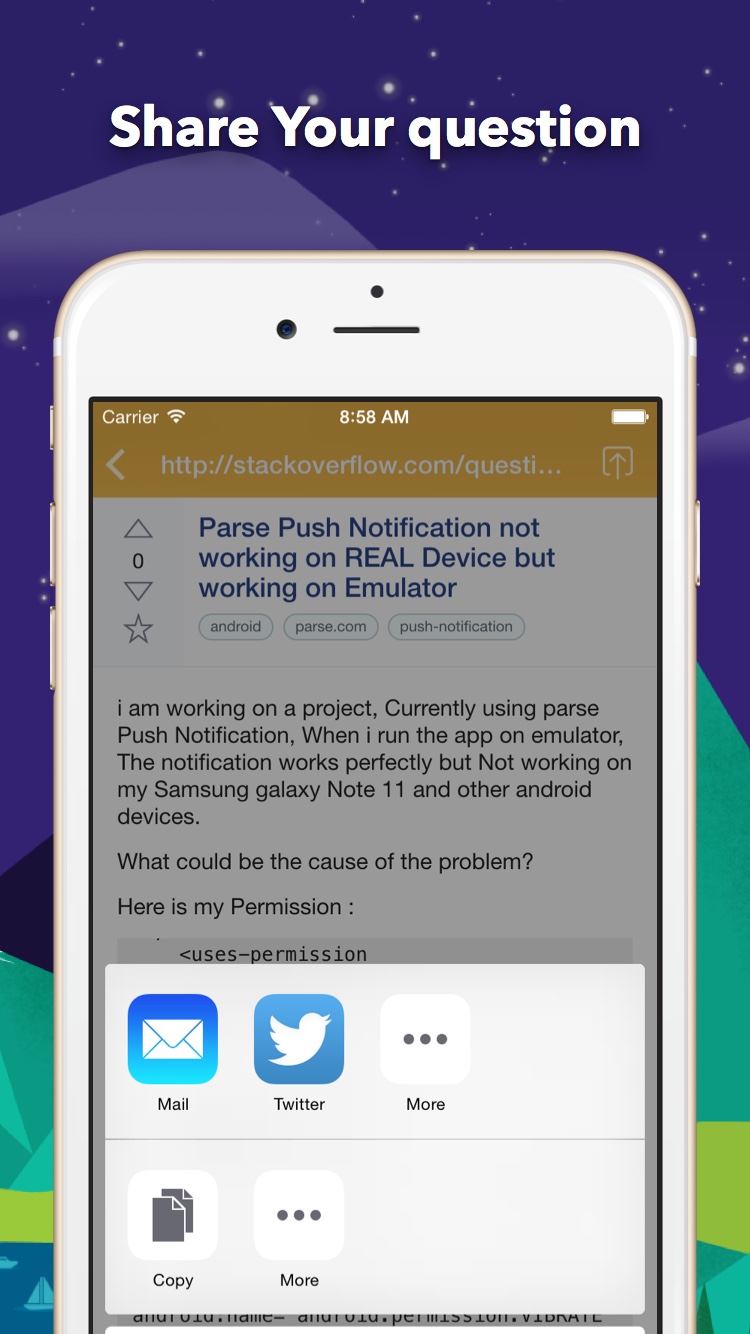 Share Your question
Carrier 8:58 AM
http://stackoverflow.com/questi...
Parse Push Notification not
working on REAL Device but
working on Emulator
0
android parse.com push-notification
i am working on a project, Currently using parse
Push Notification, When i run the app on emulator,
The notification works perfectly but Not working on
my Samsung galaxy Note 11 and other android
devices.
What could be the cause of the problem?
Here is my Permission :
<uses-permission
Mail Twitter More
Copy More
android:name="android.permission.VIBRATE"